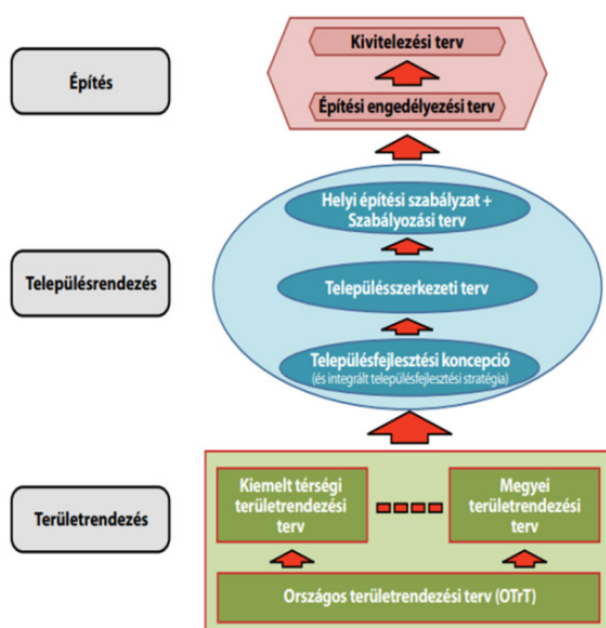 Építés
Kivitelezési terv
Építési engedélyezési terv
Településrendezés
Helyi építési szabályzat +
Szabályozási terv
Településszerkezeti terv
Településfejlesztési koncepció
(és integrált településfejlesztési stratégia)
Területrendezés
Kiemelt térségi
területrendezési
terv
Megyei
területrendezési
terv
Országos területrendezési terv (OTrT)